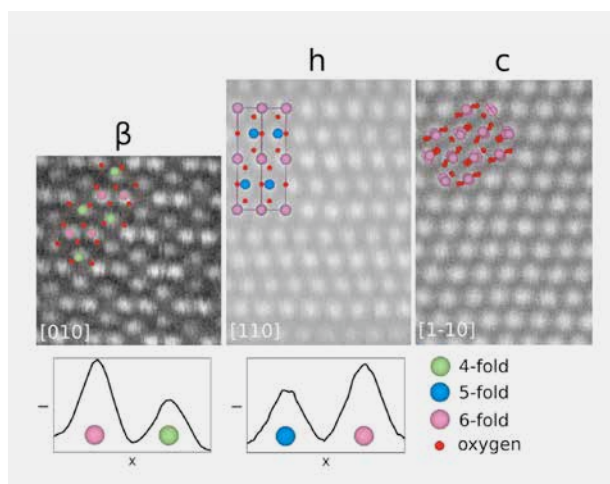 β
h
c
[010]
[110]
[1-10]
I
x
I
x
4-fold
5-fold
6-fold
oxygen